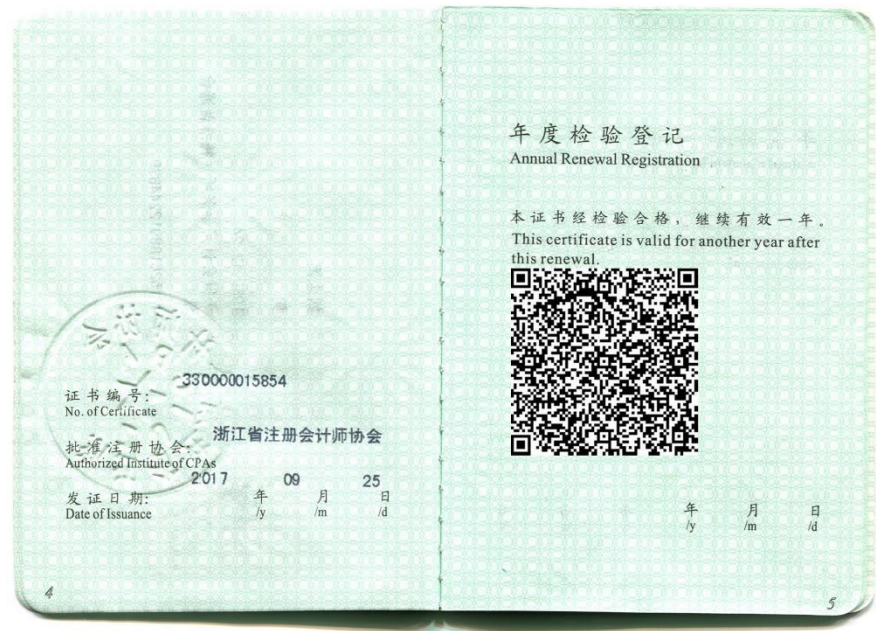 证书编号:
No. of Certificate
330000015854
批准注册协会:
Authorized Institute of CPAs
浙江省注册会计师协会
发证日期:
Date of Issuance
2017 年 09 月 25 日
/y /m /d
4
年度检验登记
Annual Renewal Registration
本证书经检验合格，继续有效一年。
This certificate is valid for another year after
this renewal.
年 月 日
/y /m /d
5